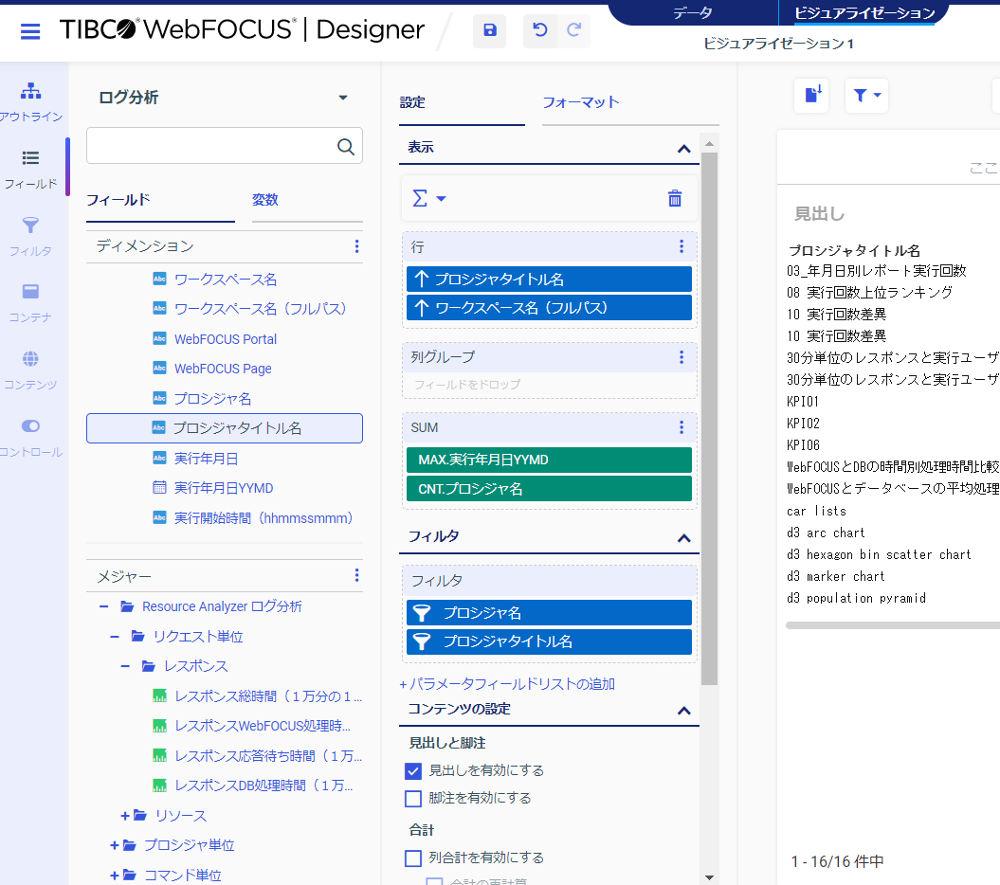 TIBCO® WebFOCUS® | Designer
データ
ビジュアライゼーション
ビジュアライゼーション 1
アウトライン
フィールド
フィルタ
コンテナ
コンテンツ
コントロール
ログ分析
フィールド
変数
ディメンション
ワークスペース名
ワークスペース名（フルパス）
WebFOCUS Portal
WebFOCUS Page
プロシジャ名
プロシジャタイトル名
実行年月日
実行年月日YYMD
実行開始時間（hhmmssmmm）
メジャー
Resource Analyzer ログ分析
リクエスト単位
レスポンス
レスポンス総時間（１万分の１...
レスポンスWebFOCUS処理時...
レスポンス応答待ち時間（１万...
レスポンスDB処理時間（１万...
リソース
プロシジャ単位
コマンド単位
設定
フォーマット
表示
行
プロシジャタイトル名
ワークスペース名（フルパス）
列グループ
フィールドをドロップ
SUM
MAX.実行年月日YYMD
CNT.プロシジャ名
フィルタ
フィルタ
プロシジャ名
プロシジャタイトル名
+ パラメータフィールドリストの追加
コンテンツの設定
見出しと脚注
見出しを有効にする
脚注を有効にする
合計
列合計を有効にする
合計の再計算
ここ
見出し
プロシジャタイトル名
03_年月日別レポート実行回数
08 実行回数上位ランキング
10 実行回数差異
10 実行回数差異
30分単位のレスポンスと実行ユーザ
30分単位のレスポンスと実行ユーザ
KPI01
KPI02
KPI06
WebFOCUSとDBの時間別処理時間比較
WebFOCUSとデータベースの平均処理
car lists
d3 arc chart
d3 hexagon bin scatter chart
d3 marker chart
d3 population pyramid
1 - 16/16 件中